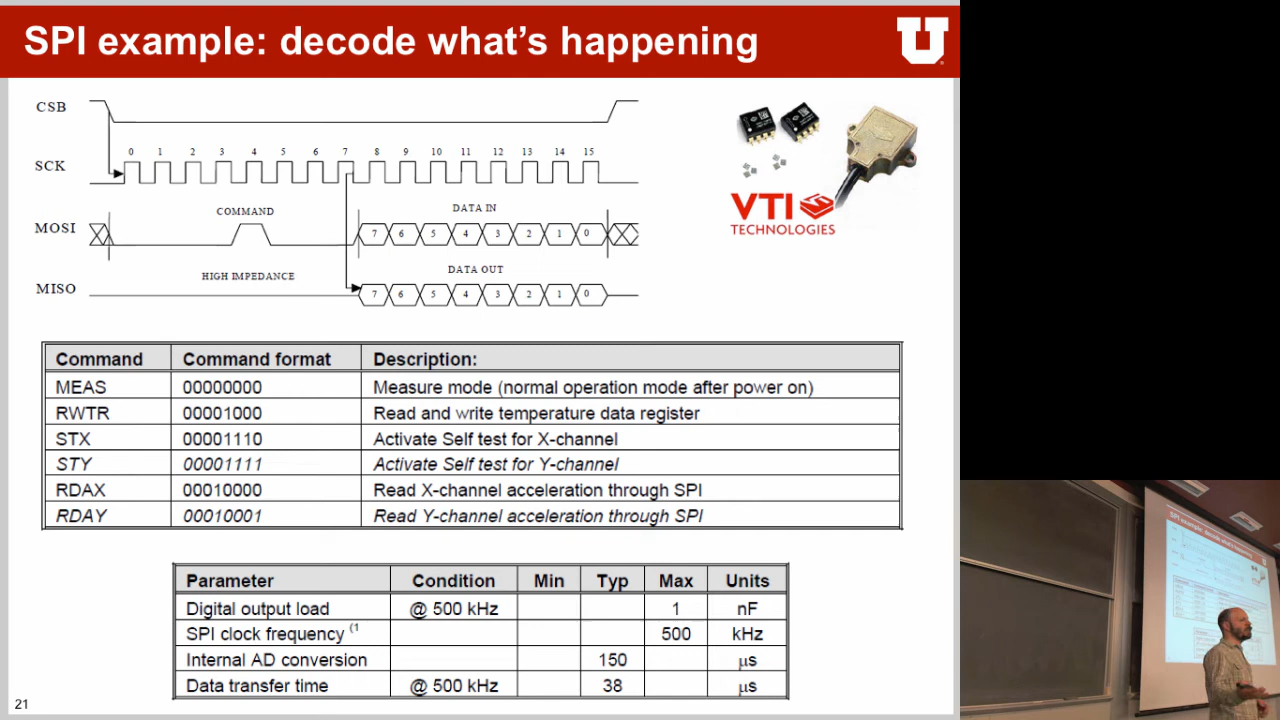 SPI example: decode what's happening
CSB
SCK
0 1 2 3 4 5 6 7 8 9 10 11 12 13 14 15
COMMAND
DATA IN
MOSI
7 6 5 4 3 2 1 0
HIGH IMPEDANCE
DATA OUT
MISO
7 6 5 4 3 2 1 0
VTI
TECHNOLOGIES
Command Command format Description:
MEAS 00000000 Measure mode (normal operation mode after power on)
RWTR 00001000 Read and write temperature data register
STX 00001110 Activate Self test for X-channel
STY 00001111 Activate Self test for Y-channel
RDAX 00010000 Read X-channel acceleration through SPI
RDAY 00010001 Read Y-channel acceleration through SPI
Parameter Condition Min Typ Max Units
Digital output load @ 500 kHz 1 nF
SPI clock frequency (1 500 kHz
Internal AD conversion 150 µs
Data transfer time @ 500 kHz 38 µs
21
SPI example: decode what's happening